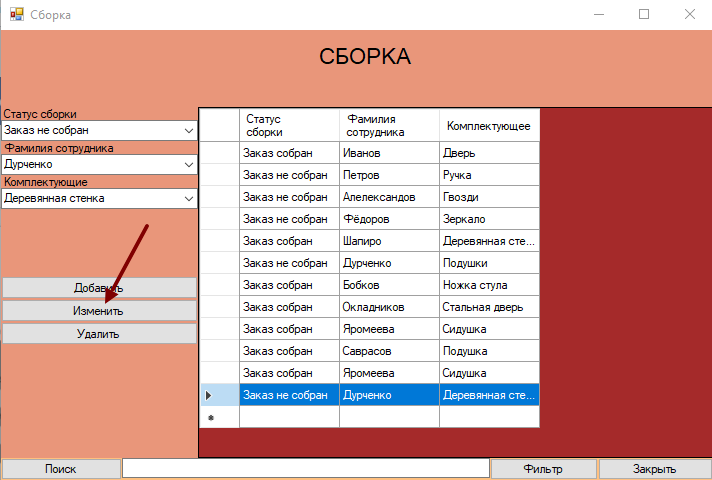 Сборка
СБОРКА
Статус сборки
Заказ не собран
Фамилия сотрудника
Дурченко
Комплектующие
Деревянная стенка
Добавить
Изменить
Удалить
Статус сборки Фамилия сотрудника Комплектующее
Заказ собран Иванов Дверь
Заказ не собран Петров Ручка
Заказ собран Апелександов Гвозди
Заказ не собран Фёдоров Зеркало
Заказ собран Шапиро Деревянная сте...
Заказ не собран Дурченко Подушки
Заказ собран Бобков Ножка стула
Заказ собран Окладников Стальная дверь
Заказ собран Яромеева Сидушка
Заказ собран Саврасов Подушка
Заказ собран Яромеева Сидушка
Заказ не собран Дурченко Деревянная сте...
Поиск Фильтр Закрыть